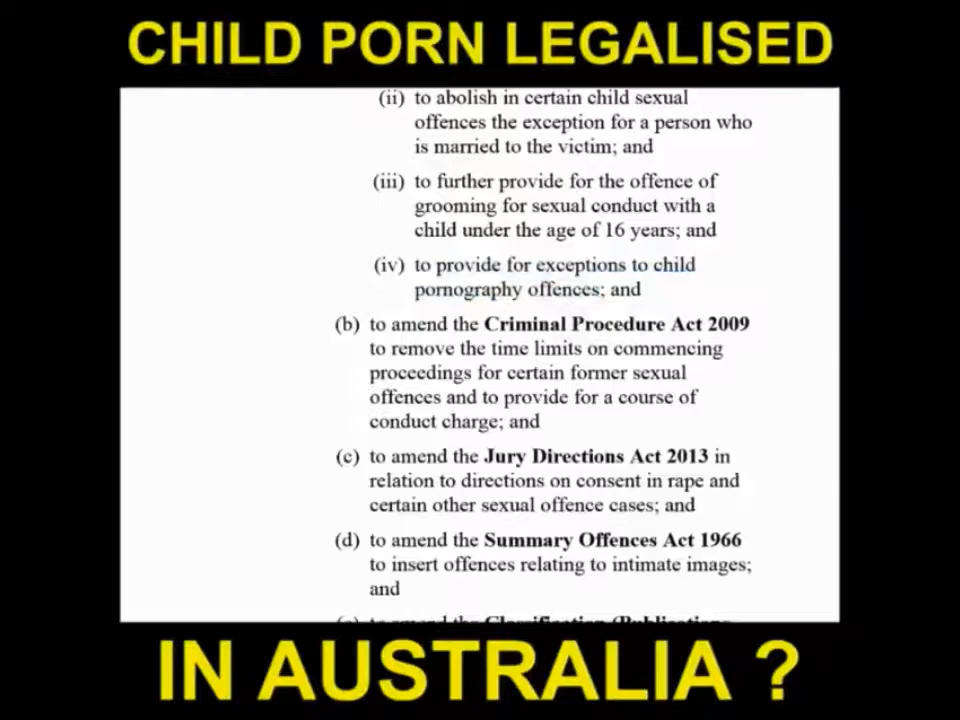 CHILD PORN LEGALISED
(ii) to abolish in certain child sexual
offences the exception for a person who
is married to the victim; and
(iii) to further provide for the offence of
grooming for sexual conduct with a
child under the age of 16 years; and
(iv) to provide for exceptions to child
pornography offences; and
(b) to amend the Criminal Procedure Act 2009
to remove the time limits on commencing
proceedings for certain former sexual
offences and to provide for a course of
conduct charge; and
(c) to amend the Jury Directions Act 2013 in
relation to directions on consent in rape and
certain other sexual offence cases; and
(d) to amend the Summary Offences Act 1966
to insert offences relating to intimate images;
and
IN AUSTRALIA ?